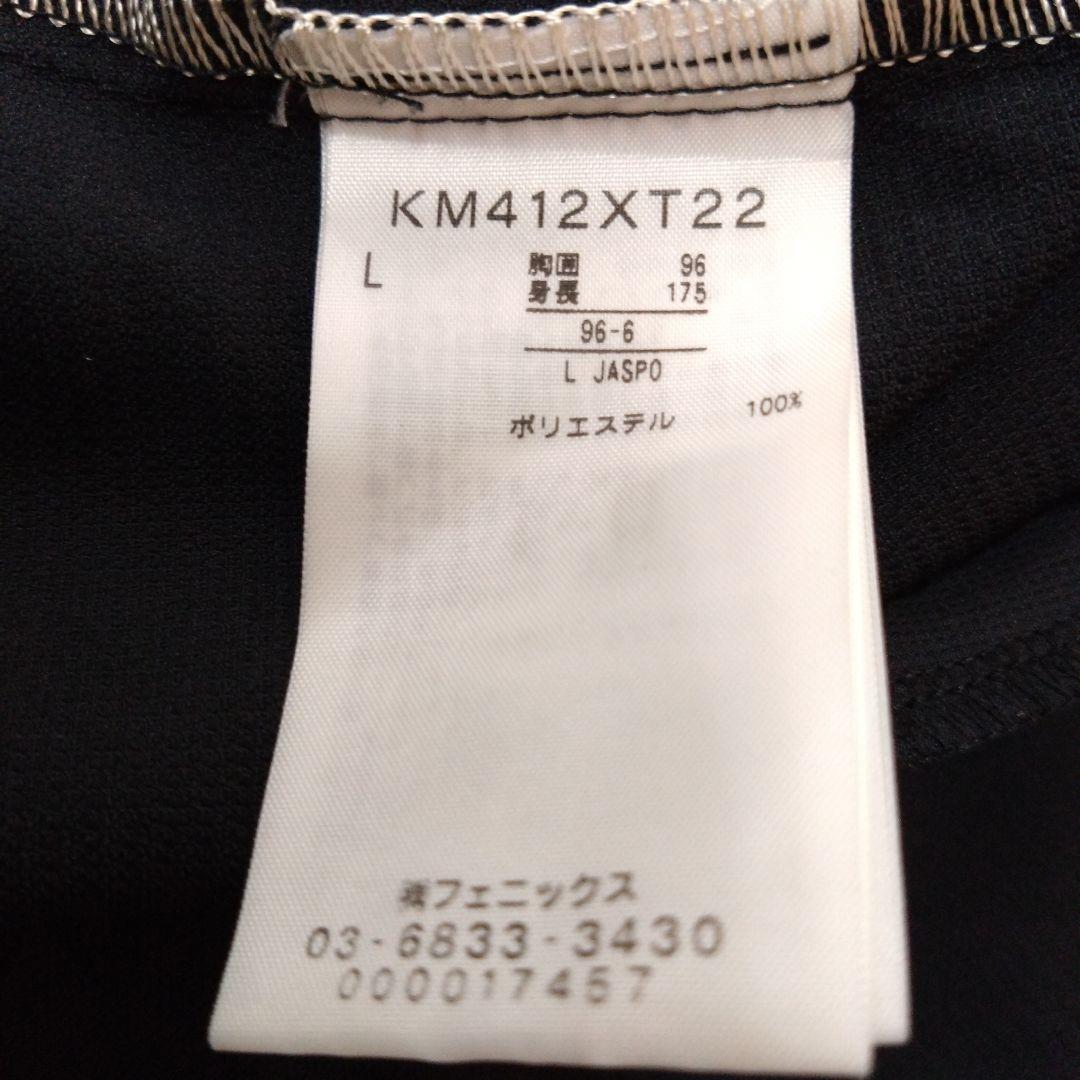 KM412XT22
L 胸囲 96
身長 175
96-6
L JASPO
ポリエステル 100%
㈱フェニックス
03-6833-3430
000017457